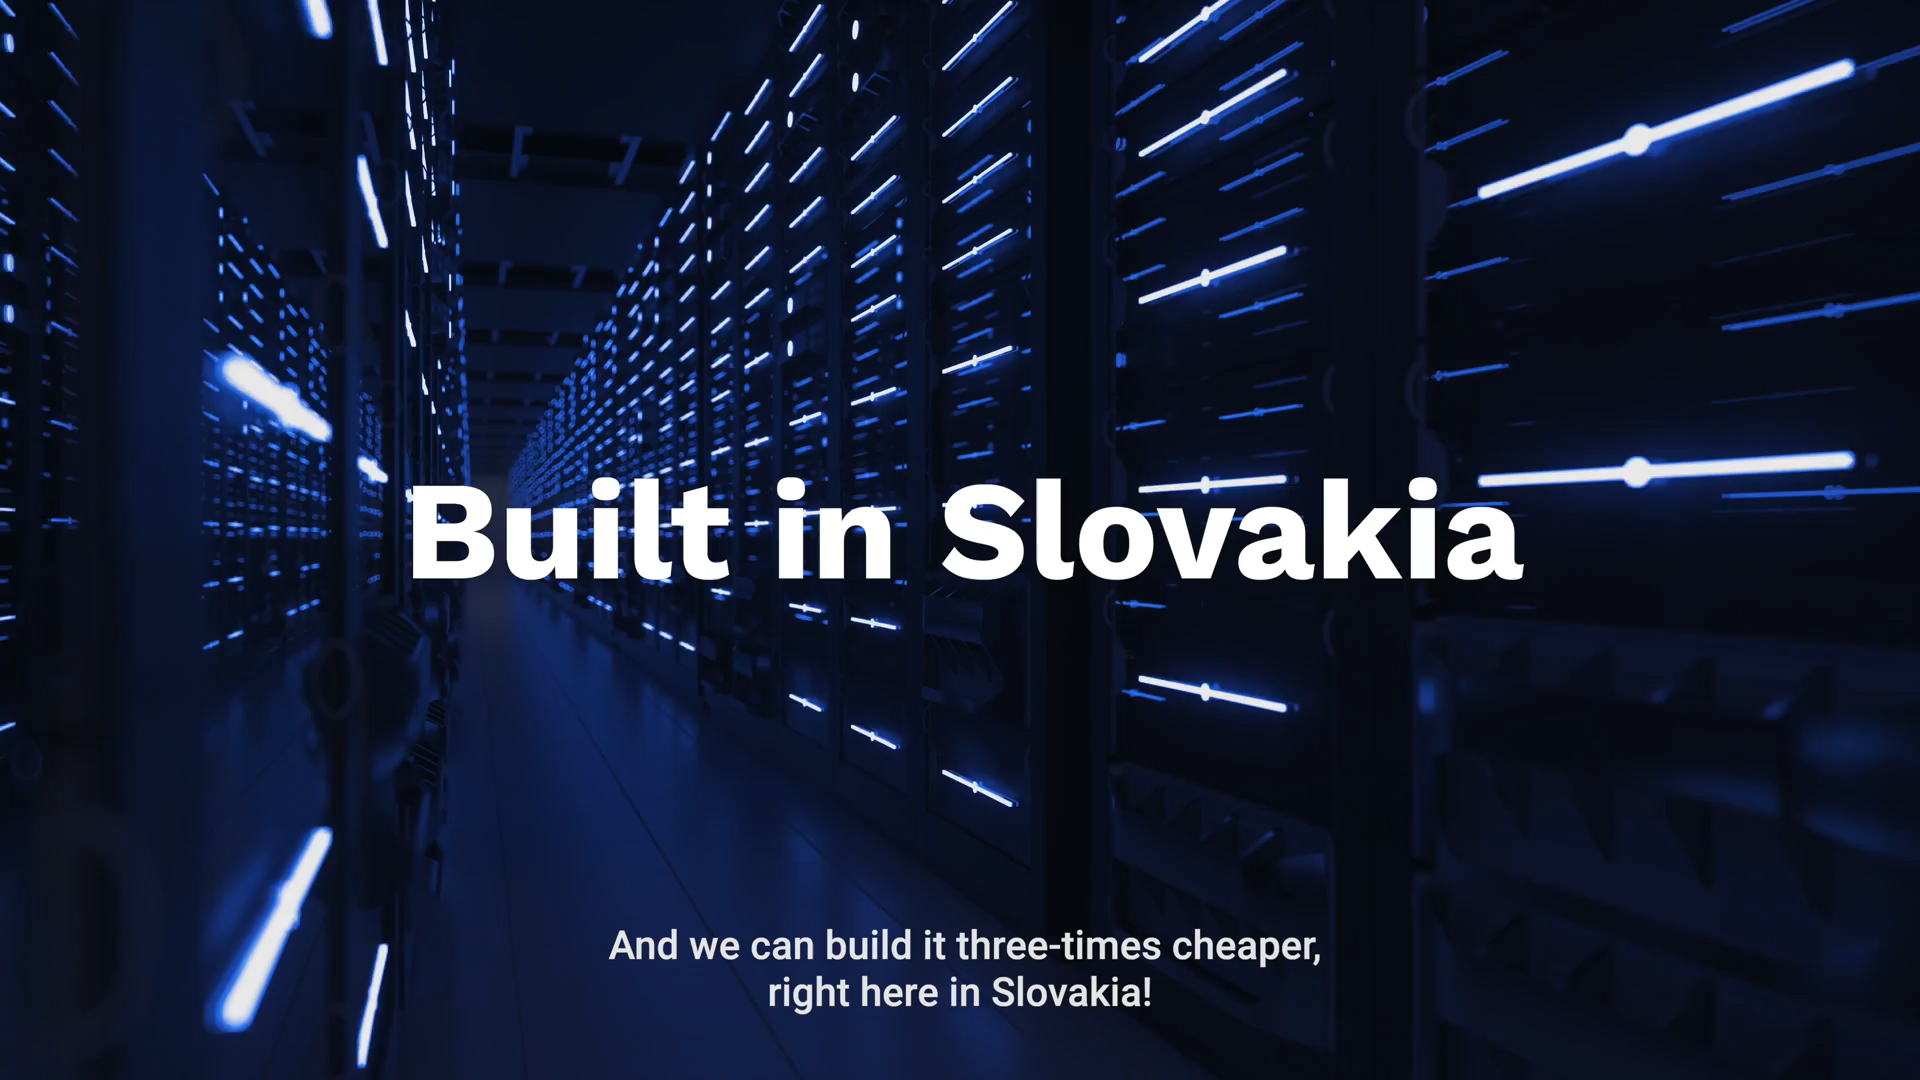 Built in Slovakia
And we can build it three-times cheaper,
right here in Slovakia!